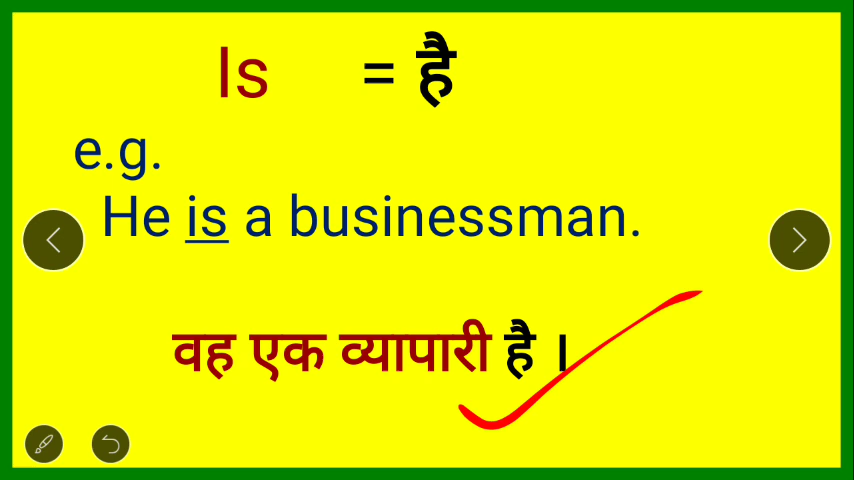 Is = है
e.g.
He is a businessman.
वह एक व्यापारी है ।